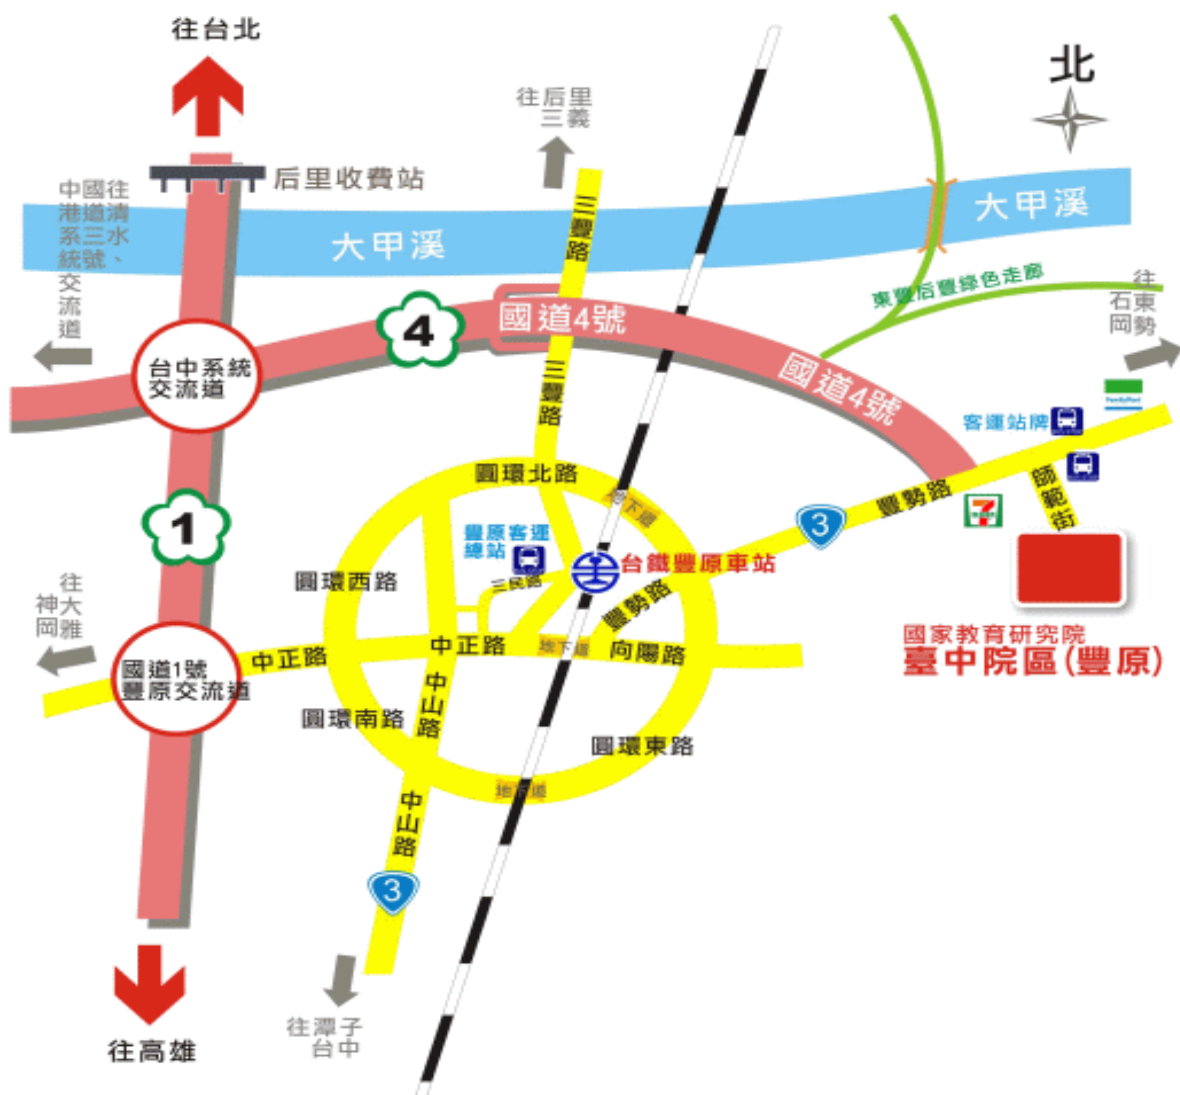 往台北
北
往后里
三義
后里收費站
往清水、
國道三號
中港系統交流道
大甲溪
大甲溪
三豐路
東豐后豐綠色走廊
往東勢
石岡
國道4號
國道4號
4
台中系統
交流道
三豐路
FamilyMart
客運站牌
圓環北路
地下道
豐勢路
師範街
3
7
1
豐原客運
總站
台鐵豐原車站
三民路
圓環西路
豐勢路
往大雅
神岡
中正路
中正路
地下道
向陽路
國家教育研究院
臺中院區(豐原)
國道1號
豐原交流道
中山路
圓環南路
圓環東路
地下道
中山路
3
往潭子
台中
往高雄